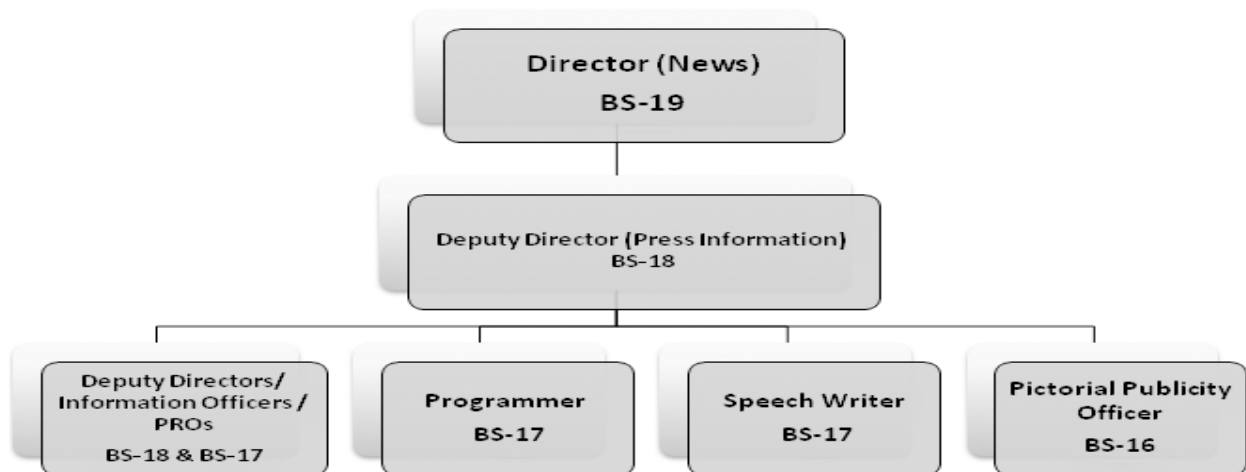 Director (News)
BS-19
Deputy Director (Press Information)
BS-18
Deputy Directors/
Information Officers /
PROs
BS-18 & BS-17
Programmer
BS-17
Speech Writer
BS-17
Pictorial Publicity
Officer
BS-16